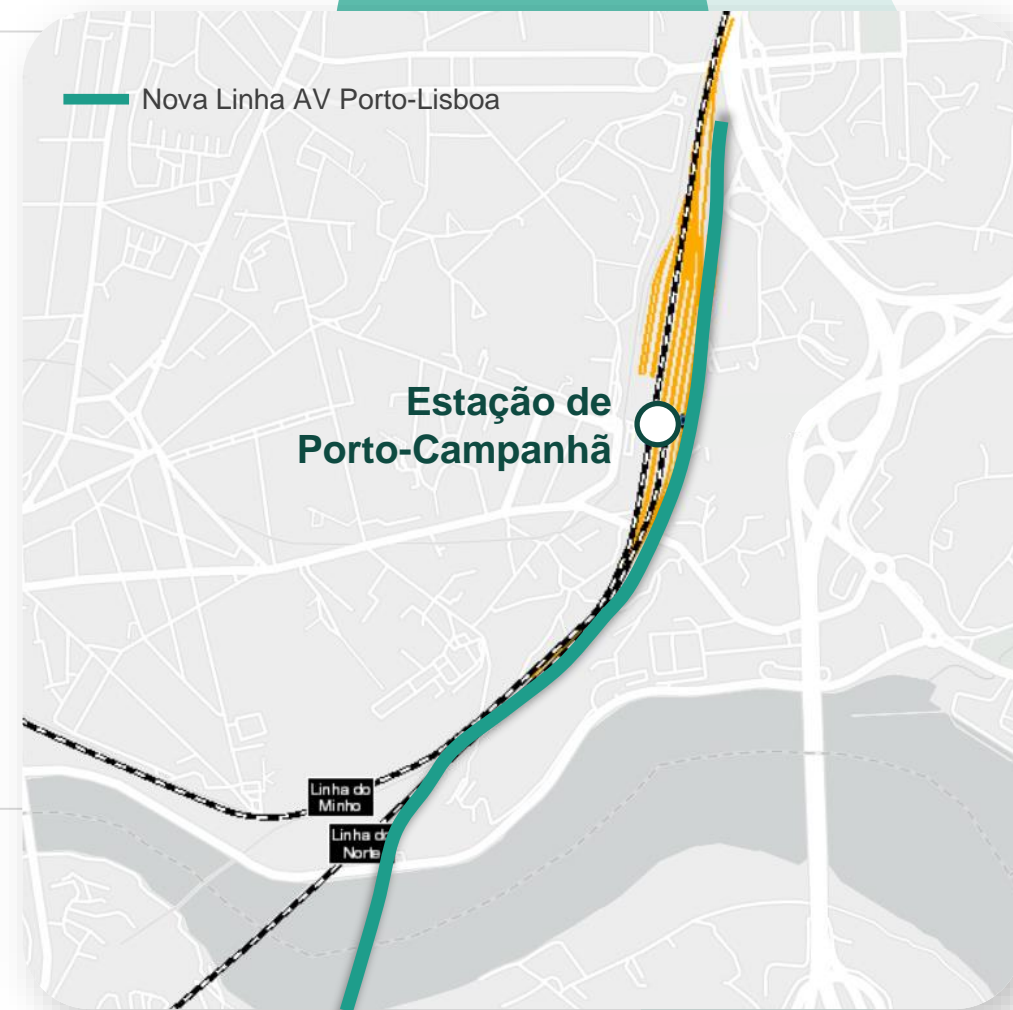 Nova Linha AV Porto-Lisboa
Estação de
Porto-Campanhã
Linha do
Minho
Linha do
Norte